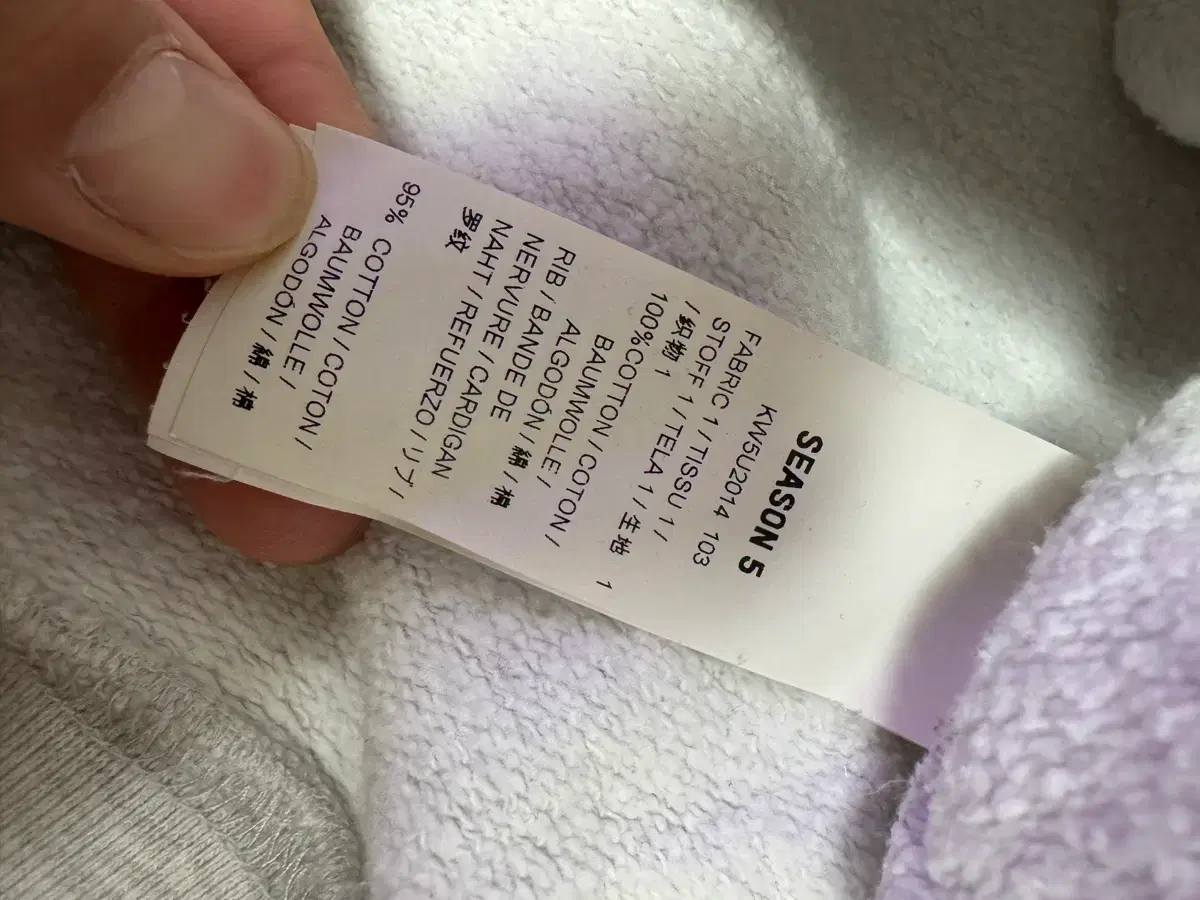 SEASON 5
KW5U2014 103
FABRIC 1 / TISSU 1 /
STOFF 1 / TELA 1 / 生地 1
/ 織物 1
100%COTTON / COTON /
BAUMWOLLE /
ALGODÓN / 綿 / 棉
RIB / BANDE DE
NERVURE / CARDIGAN
NAHT / REFUERZO / リブ /
罗纹
95% COTTON / COTON /
BAUMWOLLE /
ALGODÓN / 綿 / 棉